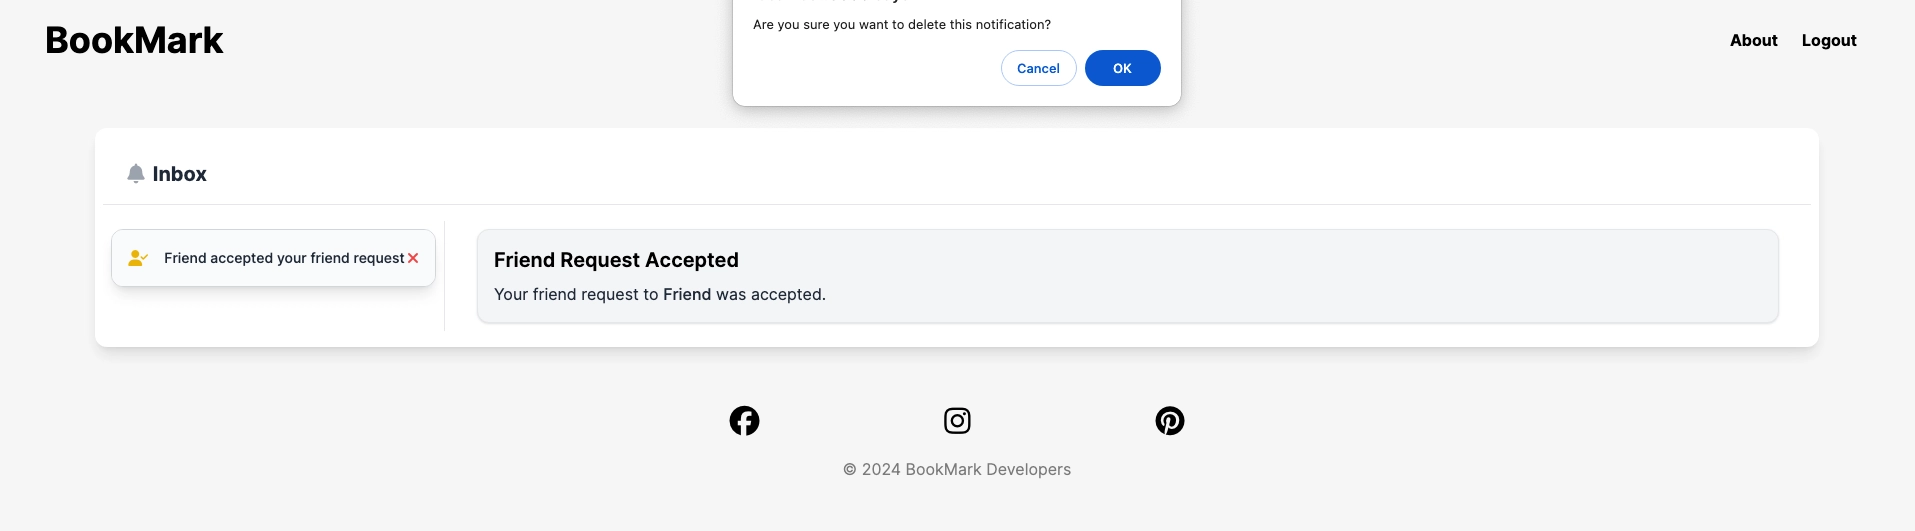 Are you sure you want to delete this notification?
BookMark
About
Logout
Cancel
OK
Inbox
Friend accepted your friend request
Friend Request Accepted
Your friend request to Friend was accepted.
© 2024 BookMark Developers